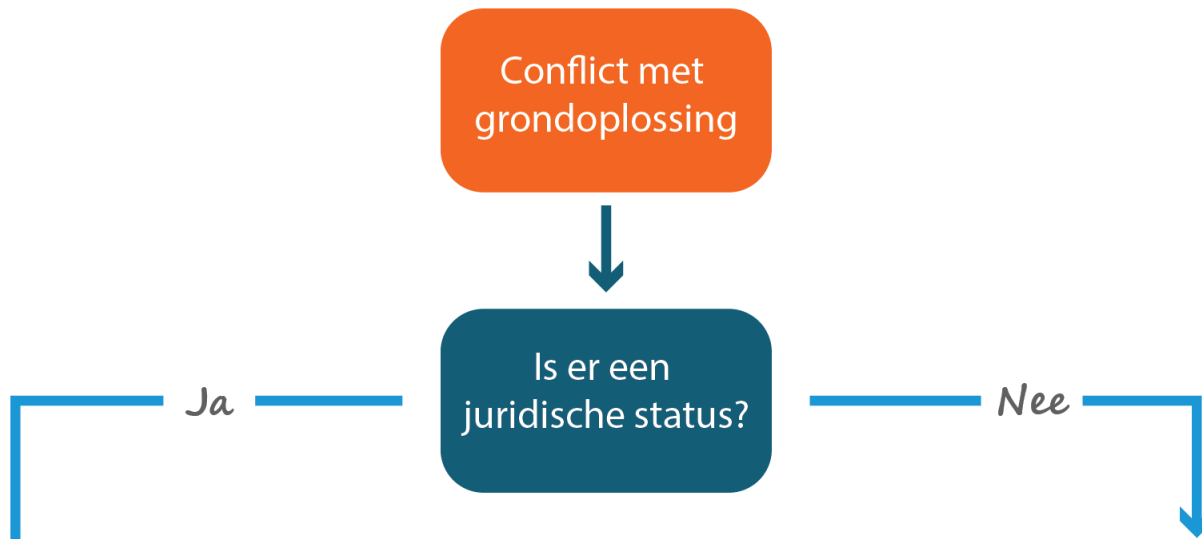 Conflict met
grondoplossing
Is er een
juridische status?
Ja
Nee